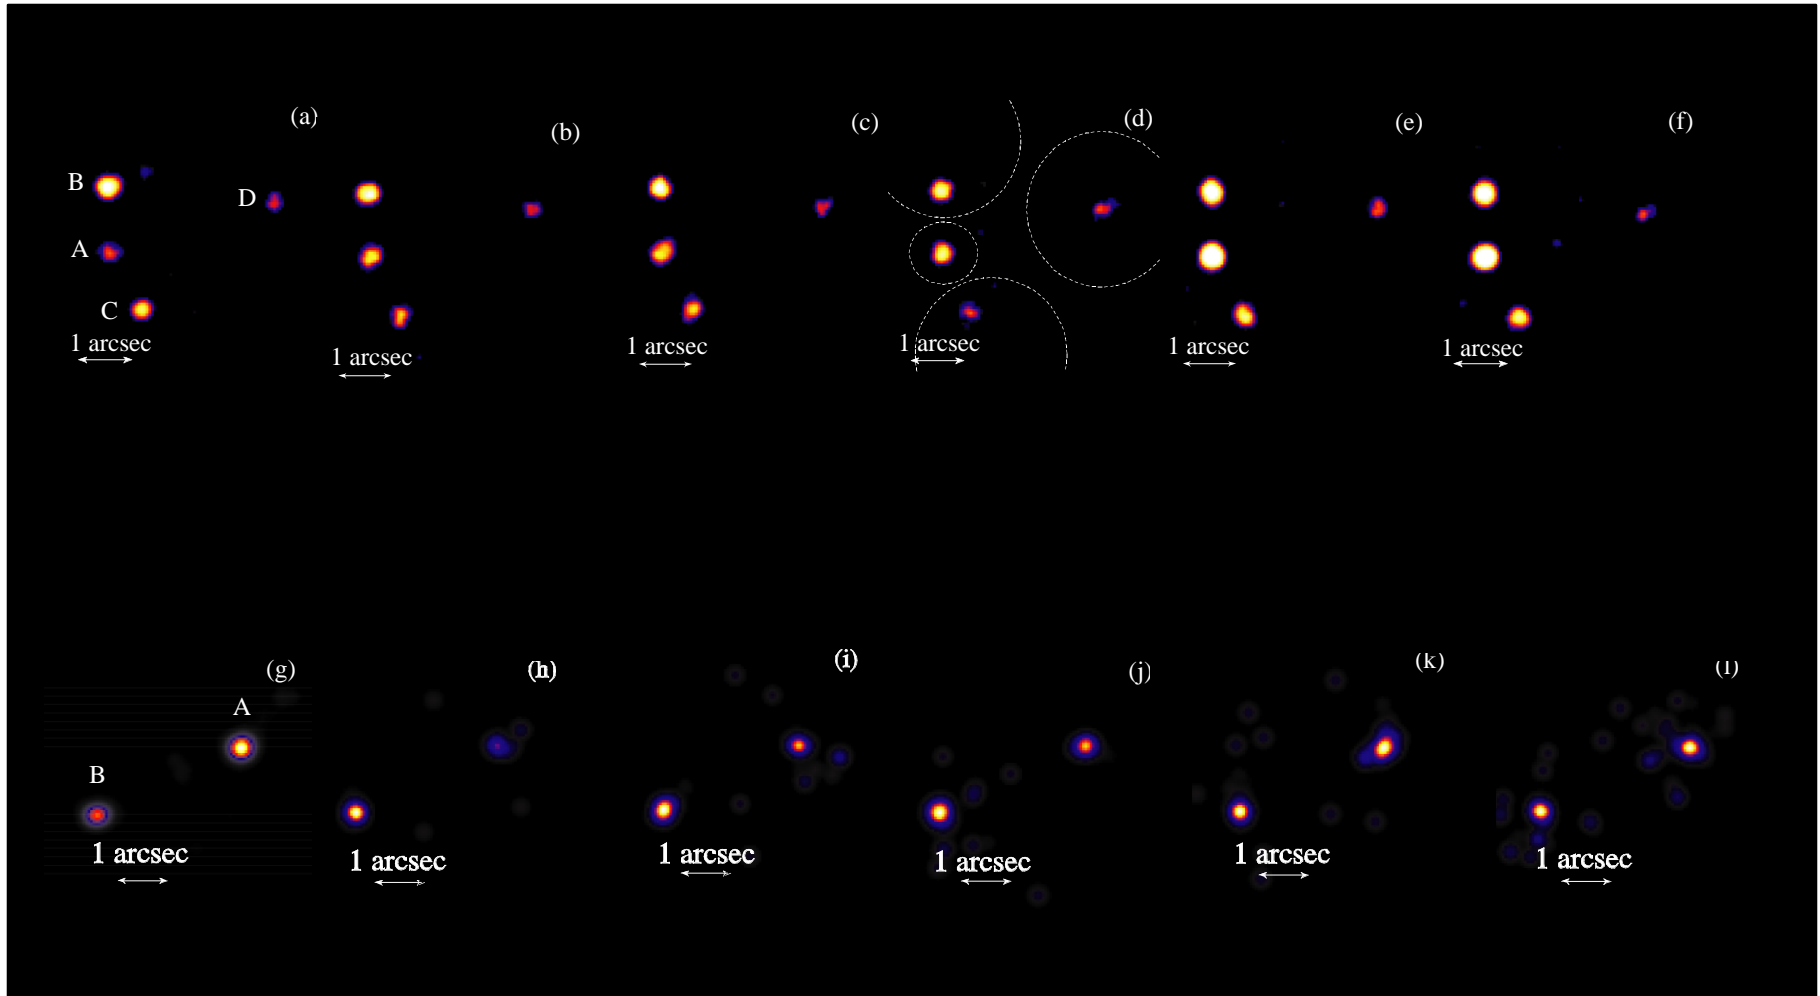 (a)
(b)
(c)
(d)
(e)
(f)
B
D
A
C
1 arcsec
1 arcsec
1 arcsec
1 arcsec
1 arcsec
1 arcsec
(g)
(h)
(i)
(j)
(k)
(l)
A
B
1 arcsec
1 arcsec
1 arcsec
1 arcsec
1 arcsec
1 arcsec